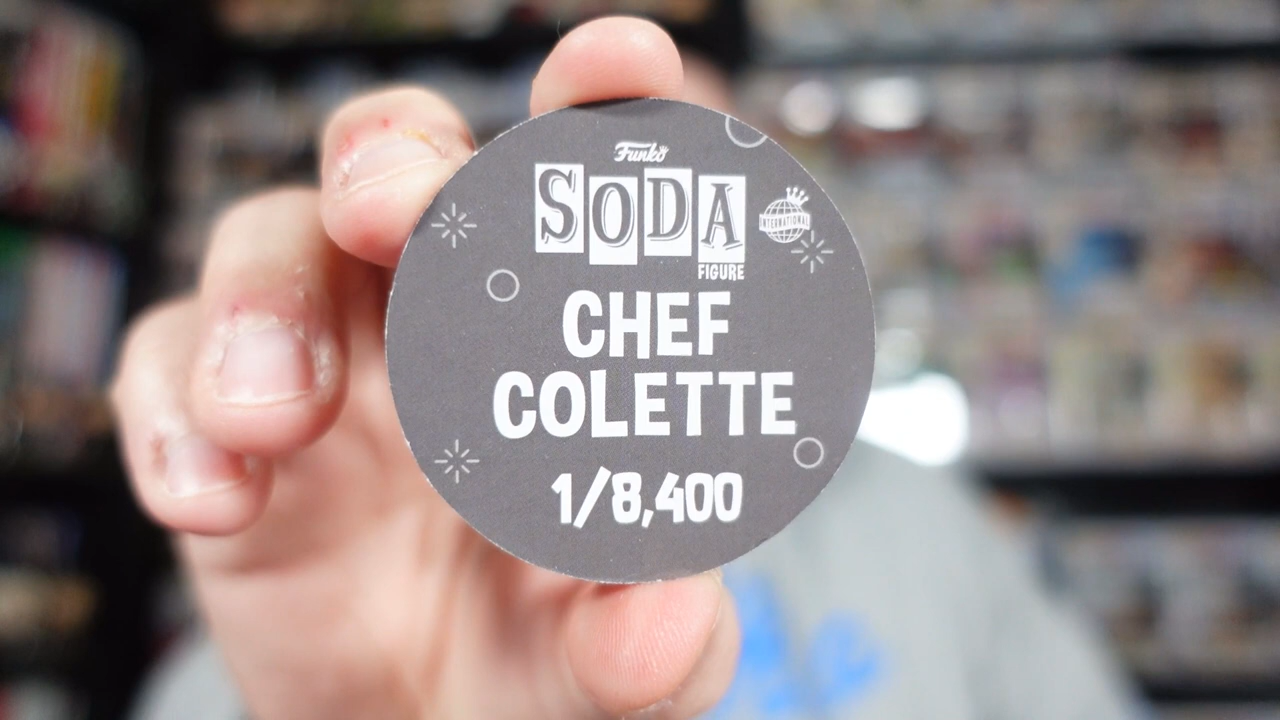 Funko
SODA
INTERNATIONAL
FIGURE
CHEF
COLETTE
1/8,400